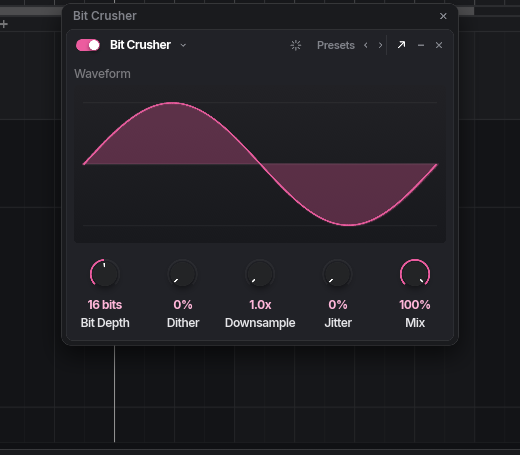 Bit Crusher
Bit Crusher Presets
Waveform
16 bits 0% 1.0x 0% 100%
Bit Depth Dither Downsample Jitter Mix